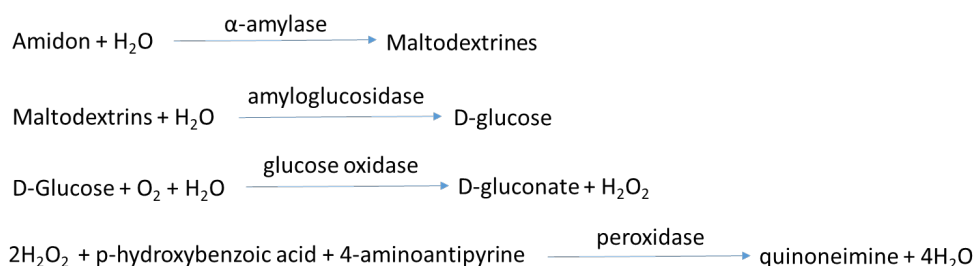 Amidon + H₂O α-amylase Maltodextrines
Maltodextrins + H₂O amyloglucosidase D-glucose
D-Glucose + O₂ + H₂O glucose oxidase D-gluconate + H₂O₂
2H₂O₂ + p-hydroxybenzoic acid + 4-aminoantipyrine peroxidase quinoneimine + 4H₂O